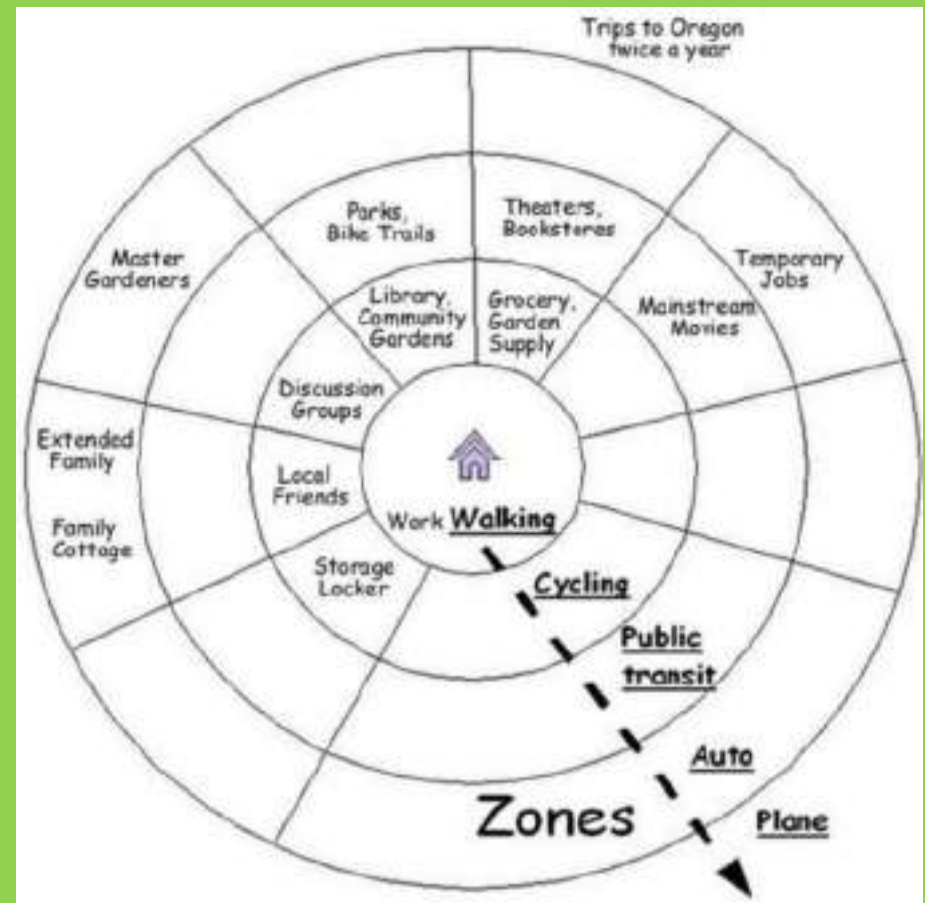 Trips to Oregon
twice a year
Parks,
Bike Trails
Theaters,
Bookstores
Master
Gardeners
Temporary
Jobs
Mainstream
Movies
Library,
Community
Gardens
Grocery,
Garden
Supply
Discussion
Groups
Extended
Family
Local
Friends
Family
Cottage
Work Walking
Storage
Locker
Cycling
Public
transit
Auto
Zones
Plane